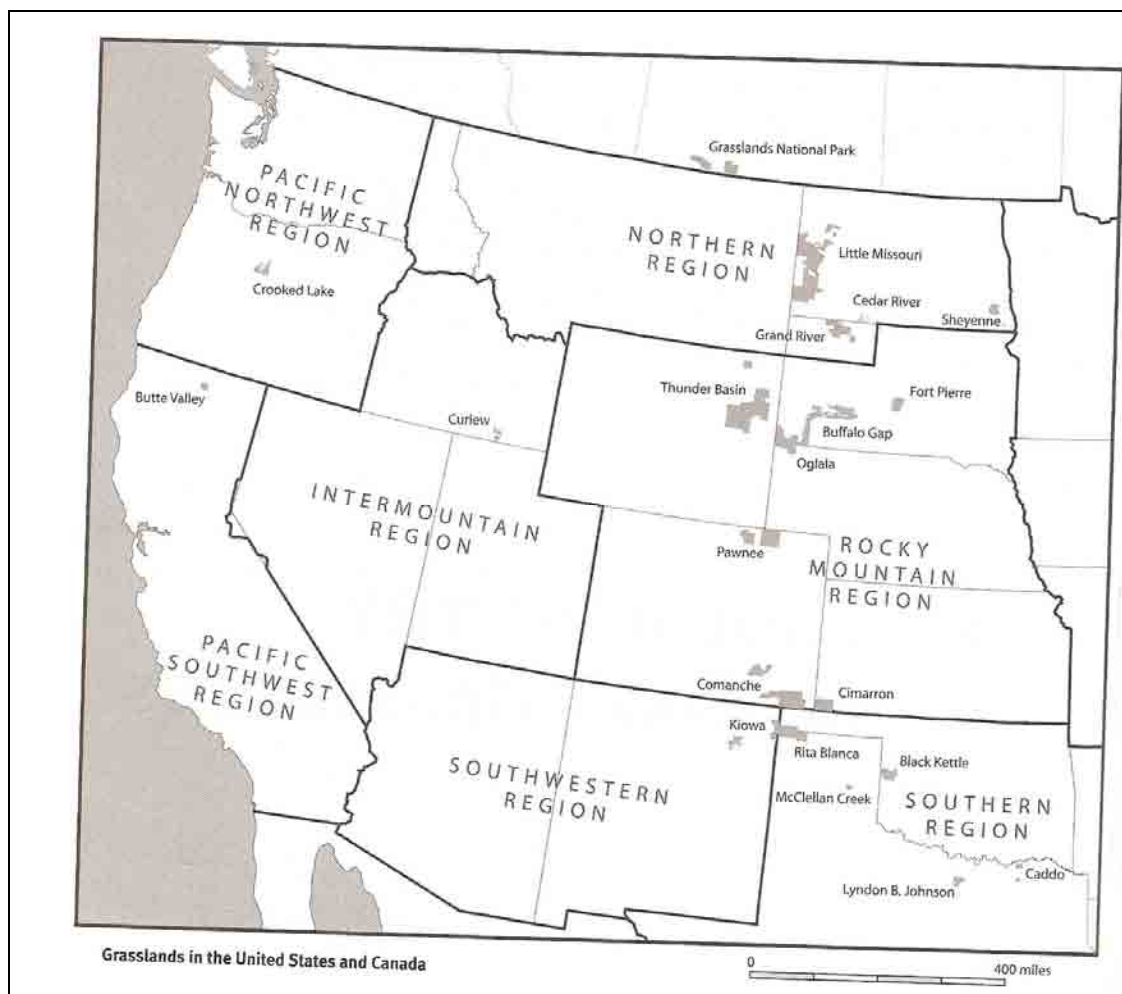 Grasslands National Park
PACIFIC
NORTHWEST
REGION
NORTHERN
REGION
Little Missouri
Crooked Lake
Cedar River
Sheyenne
Grand River
Butte Valley
Thunder Basin
Fort Pierre
Curlew
Buffalo Gap
Oglala
INTERMOUNTAIN
REGION
Pawnee
ROCKY
MOUNTAIN
REGION
PACIFIC
SOUTHWEST
REGION
Comanche
Cimarron
Kiowa
Rita Blanca
Black Kettle
SOUTHWESTERN
REGION
McClellan Creek
SOUTHERN
REGION
Caddo
Lyndon B. Johnson
Grasslands in the United States and Canada
0
400 miles